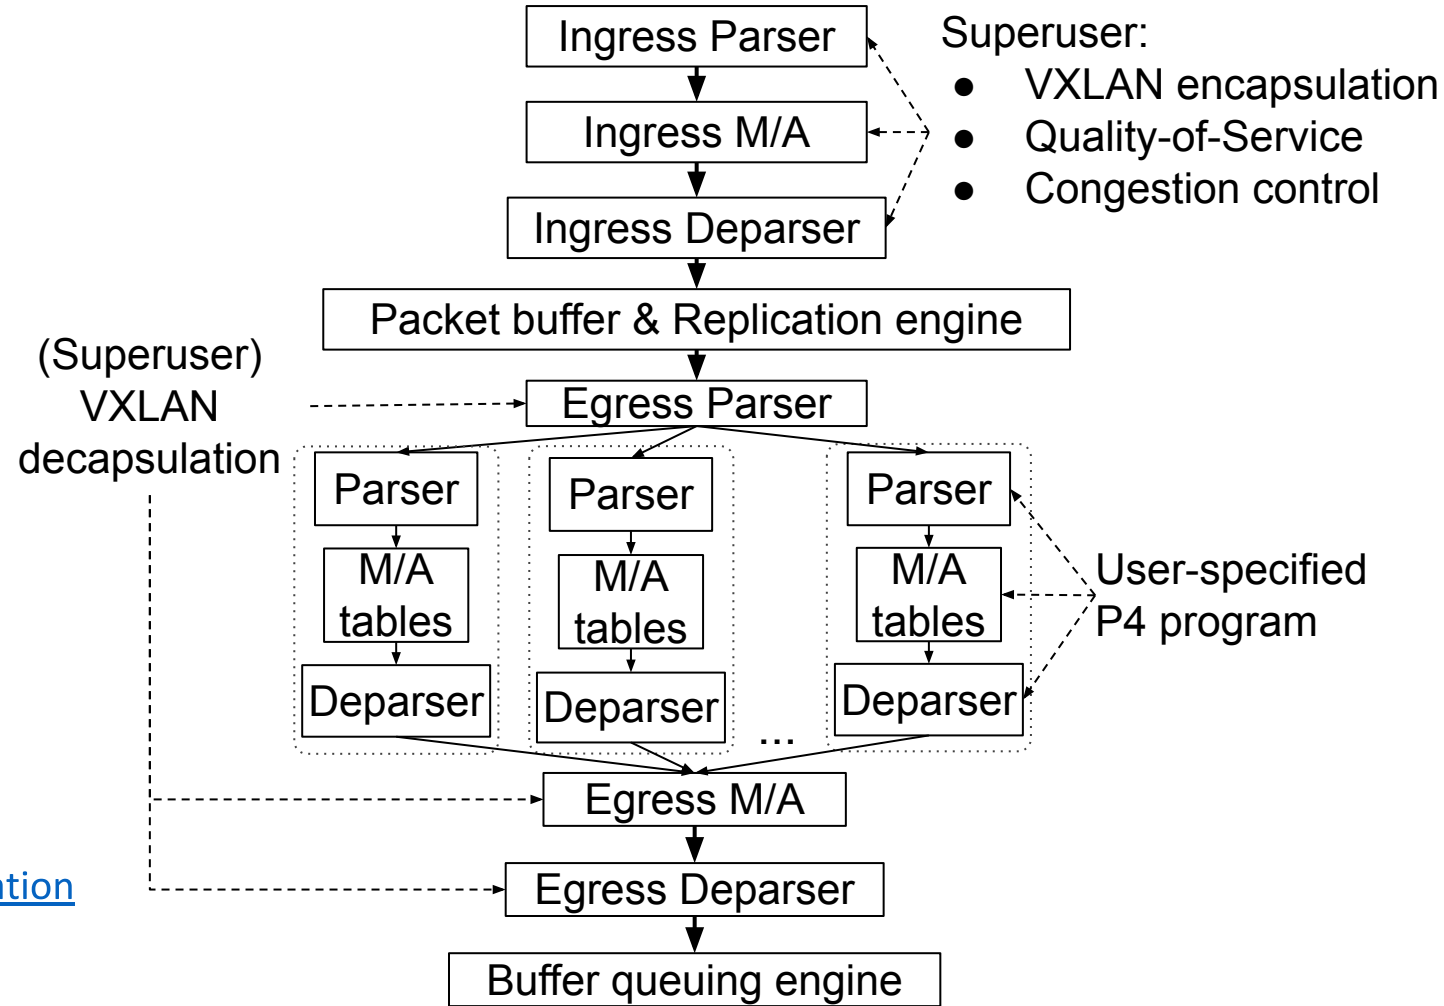 Ingress Parser
Superuser:
● VXLAN encapsulation
Ingress M/A
● Quality-of-Service
● Congestion control
Ingress Deparser
Packet buffer & Replication engine
(Superuser)
VXLAN
decapsulation
Egress Parser
Parser
M/A
tables
Deparser
Parser
M/A
tables
Deparser
...
Parser
M/A
tables
Deparser
User-specified
P4 program
Egress M/A
Egress Deparser
Buffer queuing engine